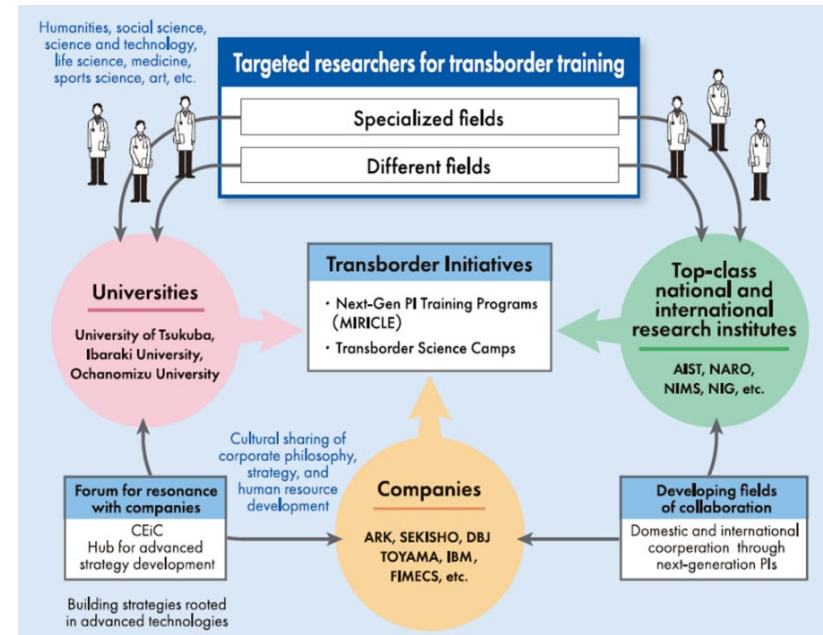 Humanities, social science,
science and technology,
life science, medicine,
sports science, art, etc.
Targeted researchers for transborder training
Specialized fields
Different fields
Universities
University of Tsukuba,
Ibaraki University,
Ochanomizu University
Transborder Initiatives
・Next-Gen PI Training Programs
(MIRICLE)
・Transborder Science Camps
Top-class
national and
international
research institutes
AIST, NARO,
NIMS, NIG, etc.
Cultural sharing of
corporate philosophy,
strategy, and
human resource
development
Forum for resonance
with companies
CEiC
Hub for advanced
strategy development
Building strategies rooted
in advanced technologies
Companies
ARK, SEKISHO, DBJ
TOYAMA, IBM,
FIMECS, etc.
Developing fields
of collaboration
Domestic and international
coorperation through
next-generation PIs